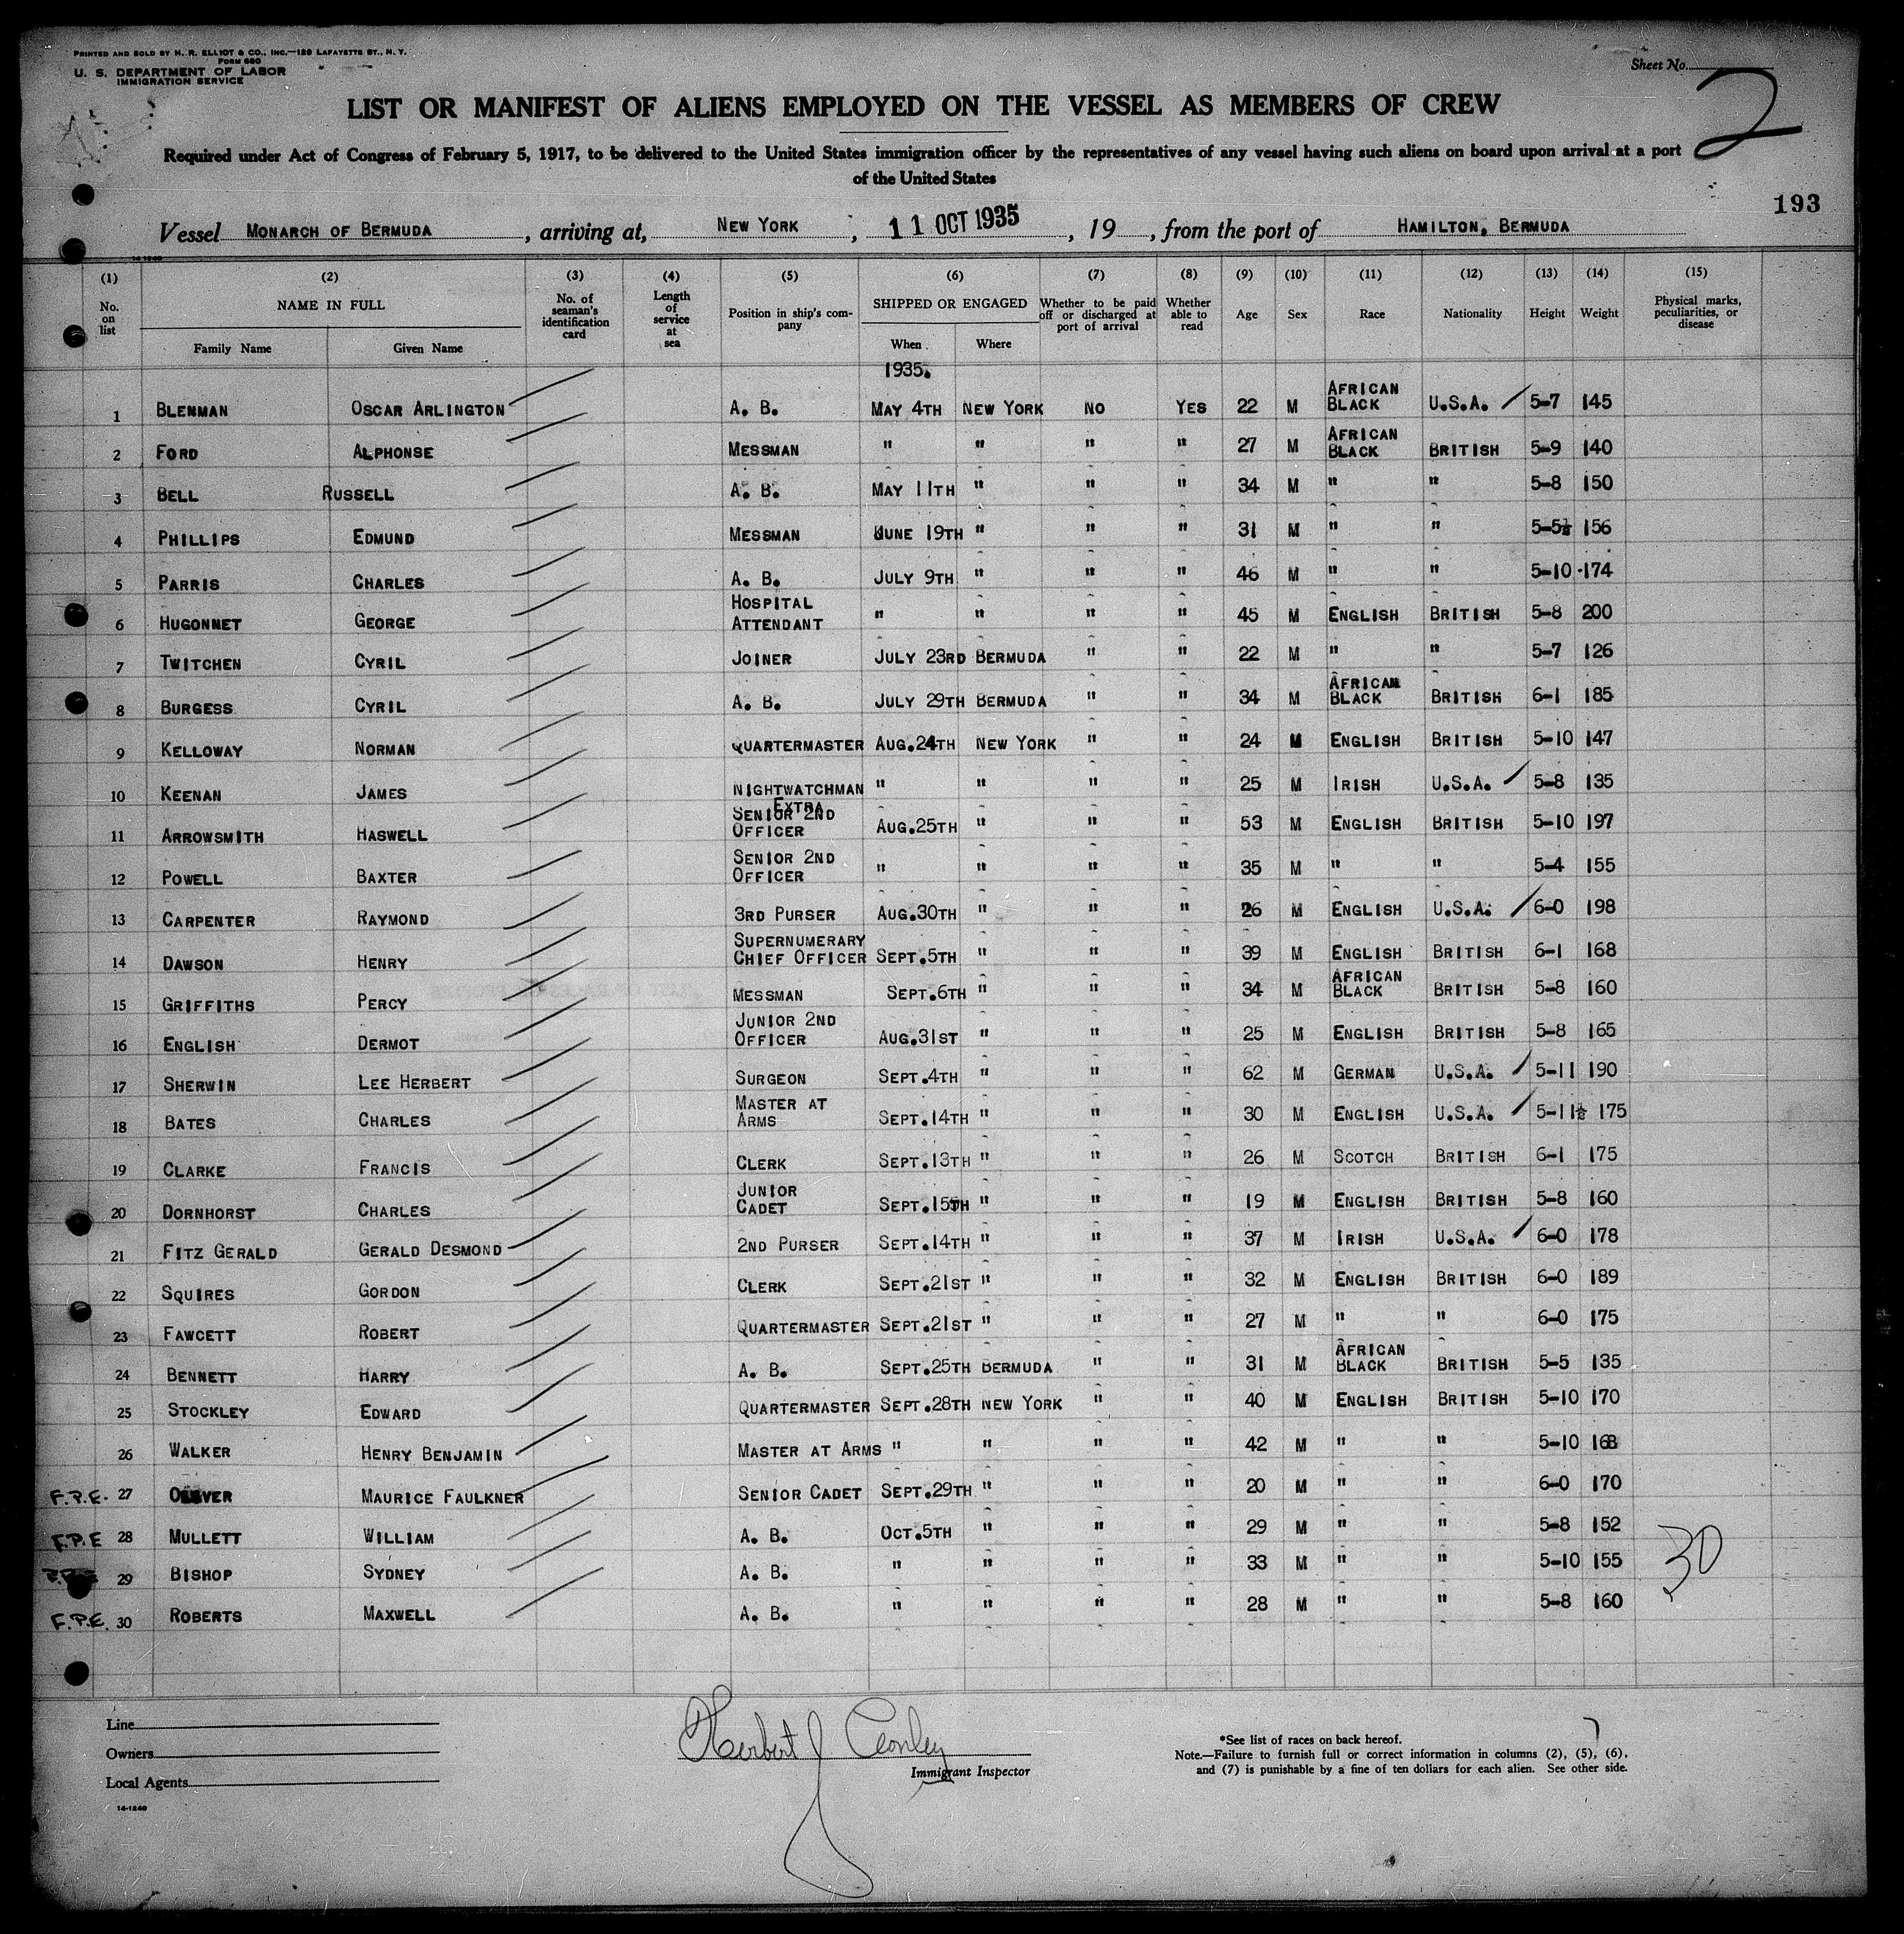 PRINTED AND SOLD BY H. R. ELLIOT & CO., INC.—129 LAFAYETTE ST., N. Y.
FORM 680
U. S. DEPARTMENT OF LABOR
IMMIGRATION SERVICE
Sheet No. 2
LIST OR MANIFEST OF ALIENS EMPLOYED ON THE VESSEL AS MEMBERS OF CREW
Required under Act of Congress of February 5, 1917, to be delivered to the United States immigration officer by the representatives of any vessel having such aliens on board upon arrival at a port
of the United States
193
Vessel MONARCH OF BERMUDA, arriving at, NEW YORK; 11 OCT 1935, 19, from the port of HAMILTON, BERMUDA
14-1240
(1) (2) (3) (4) (5) (6) (7) (8) (9) (10) (11) (12) (13) (14) (15)
No. on list NAME IN FULL Family Name Given Name No. of seaman's identification card Length of service at sea Position in ship's company SHIPPED OR ENGAGED When Where Whether to be paid off or discharged at port of arrival Whether able to read Age Sex Race Nationality Height Weight Physical marks, peculiarities, or disease
1935.
1 BLENMAN OSCAR ARLINGTON A. B. MAY 4TH NEW YORK NO YES 22 M AFRICAN BLACK U.S.A. 5-7 145
2 FORD ALPHONSE MESSMAN " " " " 27 M AFRICAN BLACK BRITISH 5-9 140
3 BELL RUSSELL A. B. MAY 11TH " " " 34 M " " 5-8 150
4 PHILLIPS EDMUND MESSMAN JUNE 19TH " " " 31 M " " 5-5½ 156
5 PARRIS CHARLES A. B. JULY 9TH " " " 46 M " " 5-10 174
6 HUGONNET GEORGE HOSPITAL ATTENDANT " " " " 45 M ENGLISH BRITISH 5-8 200
7 TWITCHEN CYRIL JOINER JULY 23RD BERMUDA " " 22 M " " 5-7 126
8 BURGESS CYRIL A. B. JULY 29TH BERMUDA " " 34 M AFRICAN BLACK BRITISH 6-1 185
9 KELLOWAY NORMAN QUARTERMASTER AUG.24TH NEW YORK " " 24 M ENGLISH BRITISH 5-10 147
10 KEENAN JAMES NIGHTWATCHMAN " " " " 25 M IRISH U.S.A. 5-8 135
11 ARROWSMITH HASWELL EXTRA SENIOR 2ND OFFICER AUG.25TH " " " 53 M ENGLISH BRITISH 5-10 197
12 POWELL BAXTER SENIOR 2ND OFFICER " " " " 35 M " " 5-4 155
13 CARPENTER RAYMOND 3RD PURSER AUG.30TH " " " 26 M ENGLISH U.S.A. 6-0 198
14 DAWSON HENRY SUPERNUMERARY CHIEF OFFICER SEPT.5TH " " " 39 M ENGLISH BRITISH 6-1 168
15 GRIFFITHS PERCY MESSMAN SEPT.6TH " " " 34 M AFRICAN BLACK BRITISH 5-8 160
16 ENGLISH DERMOT JUNIOR 2ND OFFICER AUG.31ST " " " 25 M ENGLISH BRITISH 5-8 165
17 SHERWIN LEE HERBERT SURGEON SEPT.4TH " " " 62 M GERMAN U.S.A. 5-11 190
18 BATES CHARLES MASTER AT ARMS SEPT.14TH " " " 30 M ENGLISH U.S.A. 5-11½ 175
19 CLARKE FRANCIS CLERK SEPT.13TH " " " 26 M SCOTCH BRITISH 6-1 175
20 DORNHORST CHARLES JUNIOR CADET SEPT.15TH " " " 19 M ENGLISH BRITISH 5-8 160
21 FITZ GERALD GERALD DESMOND 2ND PURSER SEPT.14TH " " " 37 M IRISH U.S.A. 6-0 178
22 SQUIRES GORDON CLERK SEPT.21ST " " " 32 M ENGLISH BRITISH 6-0 189
23 FAWCETT ROBERT QUARTERMASTER SEPT.21ST " " " 27 M " " 6-0 175
24 BENNETT HARRY A. B. SEPT.25TH BERMUDA " " 31 M AFRICAN BLACK BRITISH 5-5 135
25 STOCKLEY EDWARD QUARTERMASTER SEPT.28TH NEW YORK " " 40 M ENGLISH BRITISH 5-10 170
26 WALKER HENRY BENJAMIN MASTER AT ARMS " " " " 42 M " " 5-10 168
F.P.E. 27 OLIVER MAURICE FAULKNER SENIOR CADET SEPT.29TH " " " 20 M " " 6-0 170
F.P.E 28 MULLETT WILLIAM A. B. OCT.5TH " " " 29 M " " 5-8 152
29 BISHOP SYDNEY A. B. " " " " 33 M " " 5-10 155
30
F.P.E. 30 ROBERTS MAXWELL A. B. " " " " 28 M " " 5-8 160
Line
Owners
Local Agents
14-1240
Herbert J Conley
Immigrant Inspector
*See list of races on back hereof.
Note.—Failure to furnish full or correct information in columns (2), (5), (6),
and (7) is punishable by a fine of ten dollars for each alien. See other side.